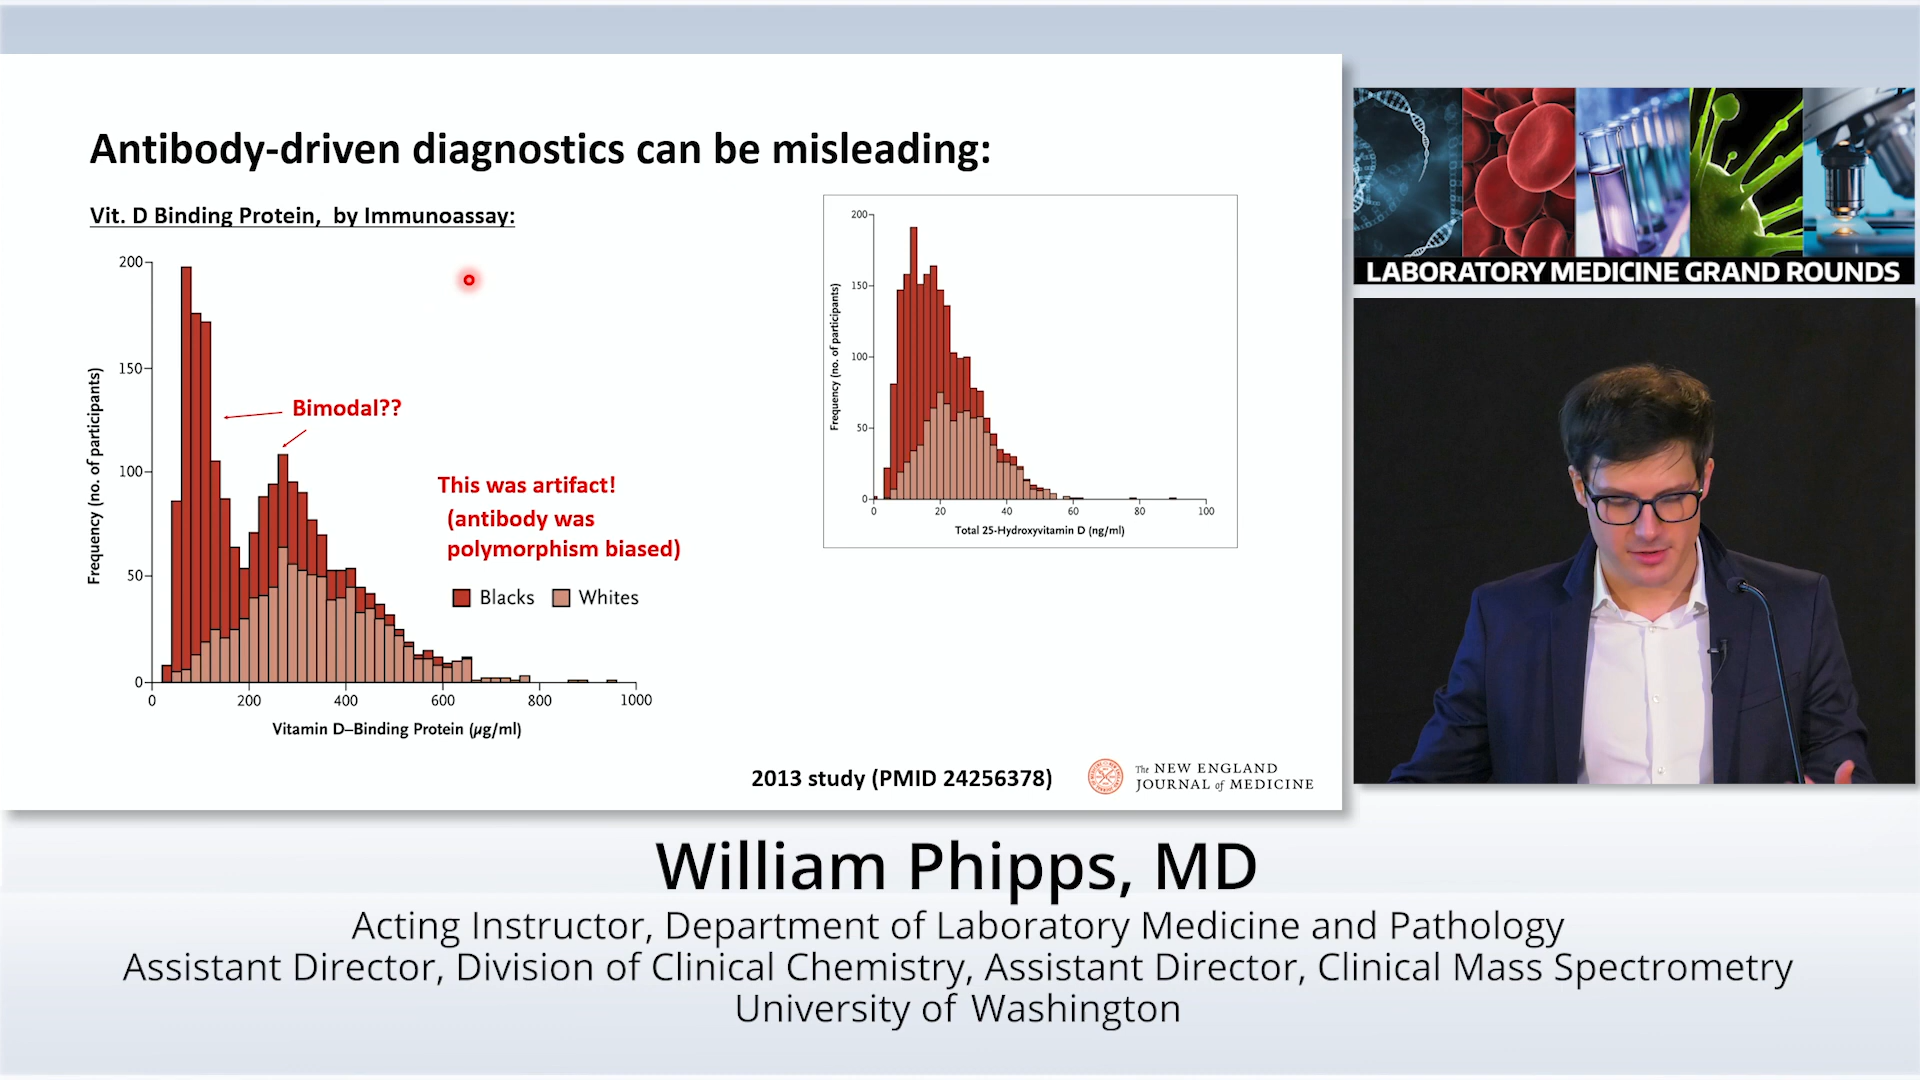 Antibody-driven diagnostics can be misleading:
Vit. D Binding Protein, by Immunoassay:
200
150
100
50
0
0 200 400 600 800 1000
Frequency (no. of participants)
Vitamin D–Binding Protein (µg/ml)
Bimodal??
This was artifact!
(antibody was
polymorphism biased)
Blacks Whites
200
150
100
50
0
0 20 40 60 80 100
Frequency (no. of participants)
Total 25-Hydroxyvitamin D (ng/ml)
2013 study (PMID 24256378)
The NEW ENGLAND
JOURNAL of MEDICINE
LABORATORY MEDICINE GRAND ROUNDS
William Phipps, MD
Acting Instructor, Department of Laboratory Medicine and Pathology
Assistant Director, Division of Clinical Chemistry, Assistant Director, Clinical Mass Spectrometry
University of Washington